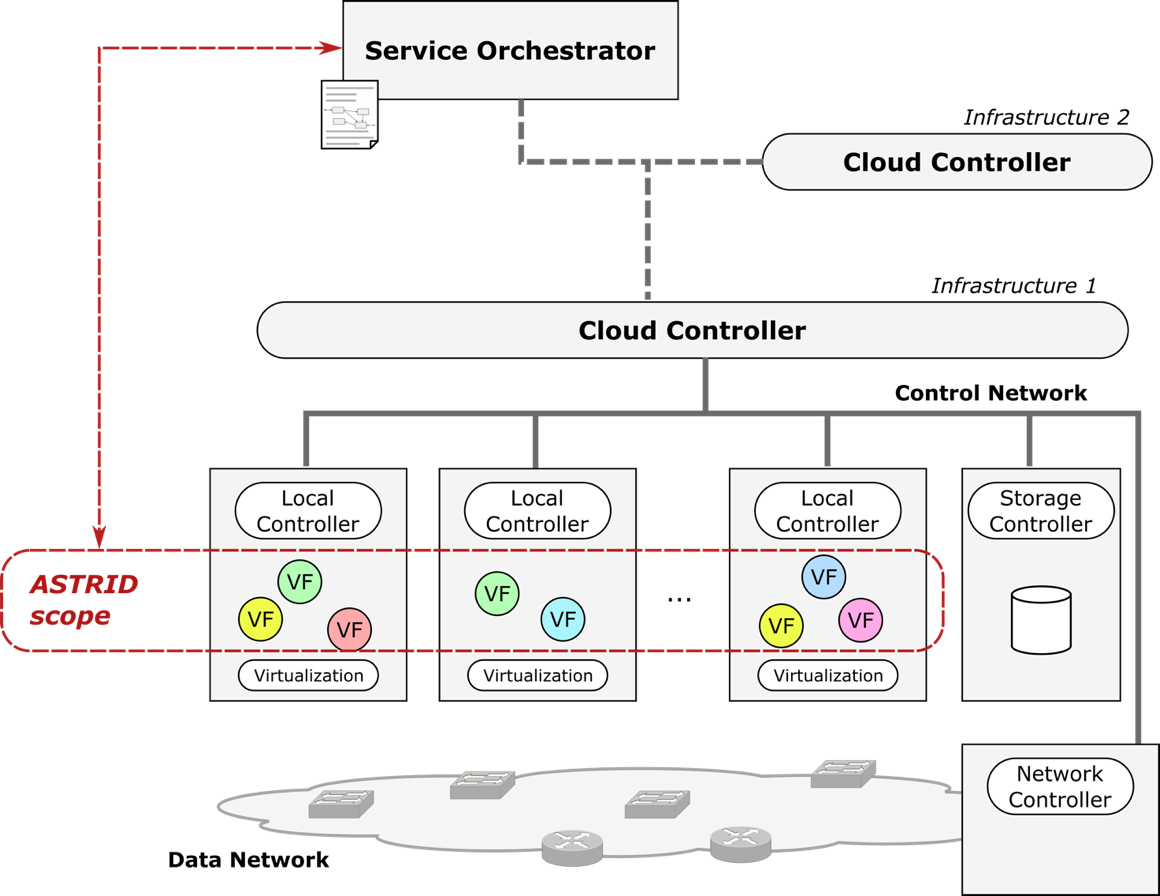 Service Orchestrator
Infrastructure 2
Cloud Controller
Infrastructure 1
Cloud Controller
Control Network
Local
Controller
Local
Controller
Local
Controller
Storage
Controller
ASTRID
scope
VF
VF
VF
VF
VF
...
VF
VF
VF
Virtualization
Virtualization
Virtualization
Network
Controller
Data Network